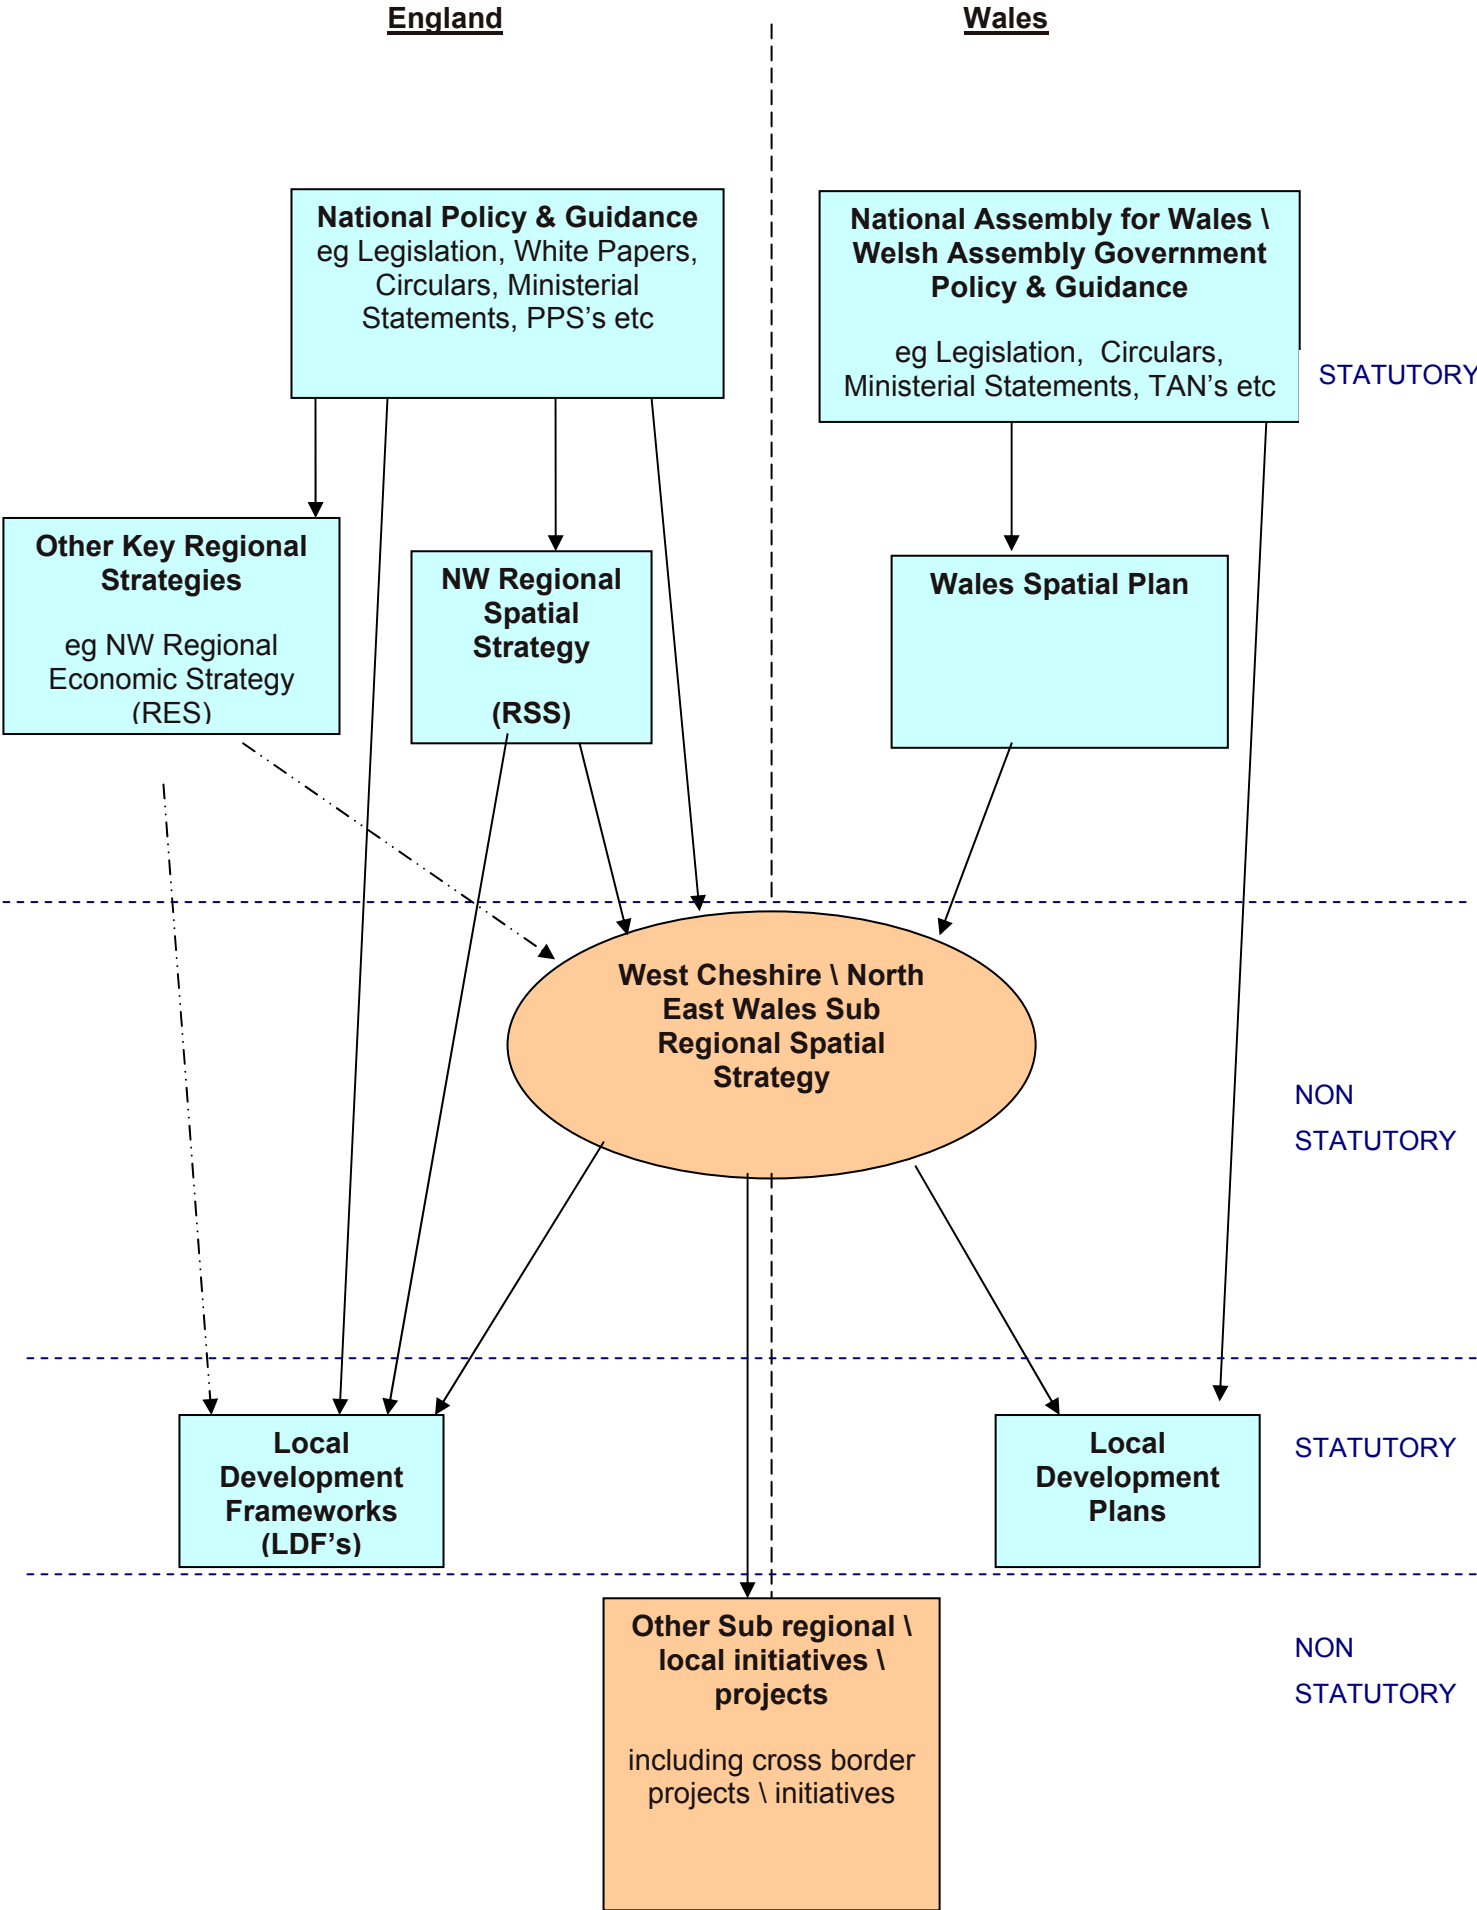 England
Wales
National Policy & Guidance
eg Legislation, White Papers,
Circulars, Ministerial
Statements, PPS's etc
National Assembly for Wales \
Welsh Assembly Government
Policy & Guidance
eg Legislation, Circulars,
Ministerial Statements, TAN's etc
STATUTORY
Other Key Regional
Strategies
eg NW Regional
Economic Strategy
(RES)
NW Regional
Spatial
Strategy
(RSS)
Wales Spatial Plan
West Cheshire \ North
East Wales Sub
Regional Spatial
Strategy
NON
STATUTORY
Local
Development
Frameworks
(LDF's)
Local
Development
Plans
STATUTORY
Other Sub regional \
local initiatives \
projects
including cross border
projects \ initiatives
NON
STATUTORY